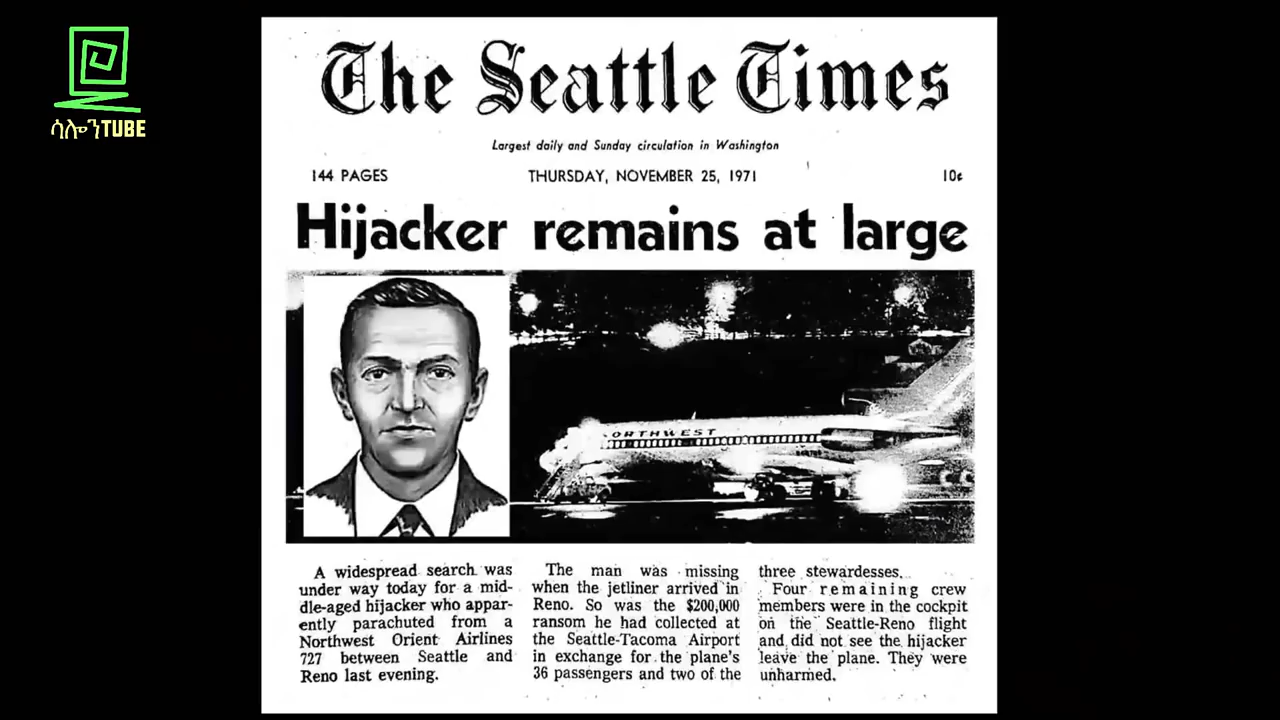 ሳሎንTUBE
The Seattle Times
Largest daily and Sunday circulation in Washington
144 PAGES THURSDAY, NOVEMBER 25, 1971 10¢
Hijacker remains at large
ORTHWEST
A widespread search was
under way today for a mid-
dle-aged hijacker who appar-
ently parachuted from a
Northwest Orient Airlines
727 between Seattle and
Reno last evening.
The man was missing
when the jetliner arrived in
Reno. So was the $200,000
ransom he had collected at
the Seattle-Tacoma Airport
in exchange for the plane's
36 passengers and two of the
three stewardesses.
Four remaining crew
members were in the cockpit
on the Seattle-Reno flight
and did not see the hijacker
leave the plane. They were
unharmed.